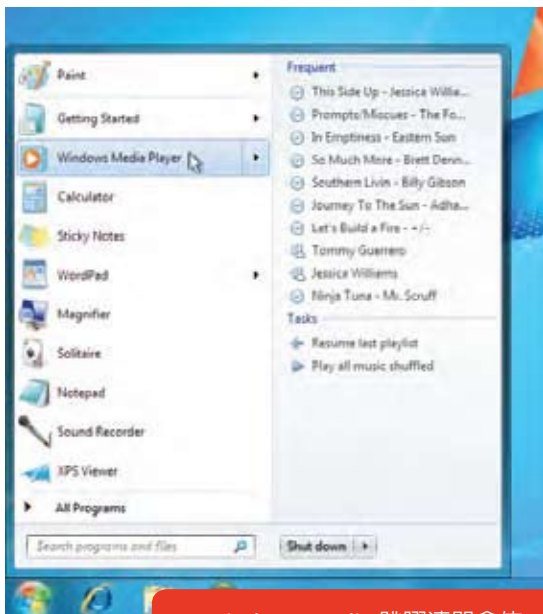 Paint
Getting Started
Windows Media Player
Calculator
Sticky Notes
WordPad
Magnifier
Solitaire
Notepad
Sound Recorder
XPS Viewer
All Programs
Search programs and files
Frequent
This Side Up - Jessica Willia...
Prompto/Miscues - The Fo...
In Emptiness - Eastern Sun
So Much More - Brett Denn...
Southern Livin - Billy Gibson
Journey To The Sun - Adha...
Let's Build a Fire - +/-
Tommy Guerrero
Jessica Williams
Ninja Tuna - Mr. Scruff
Tasks
Resume last playlist
Play all music shuffled
Shut down